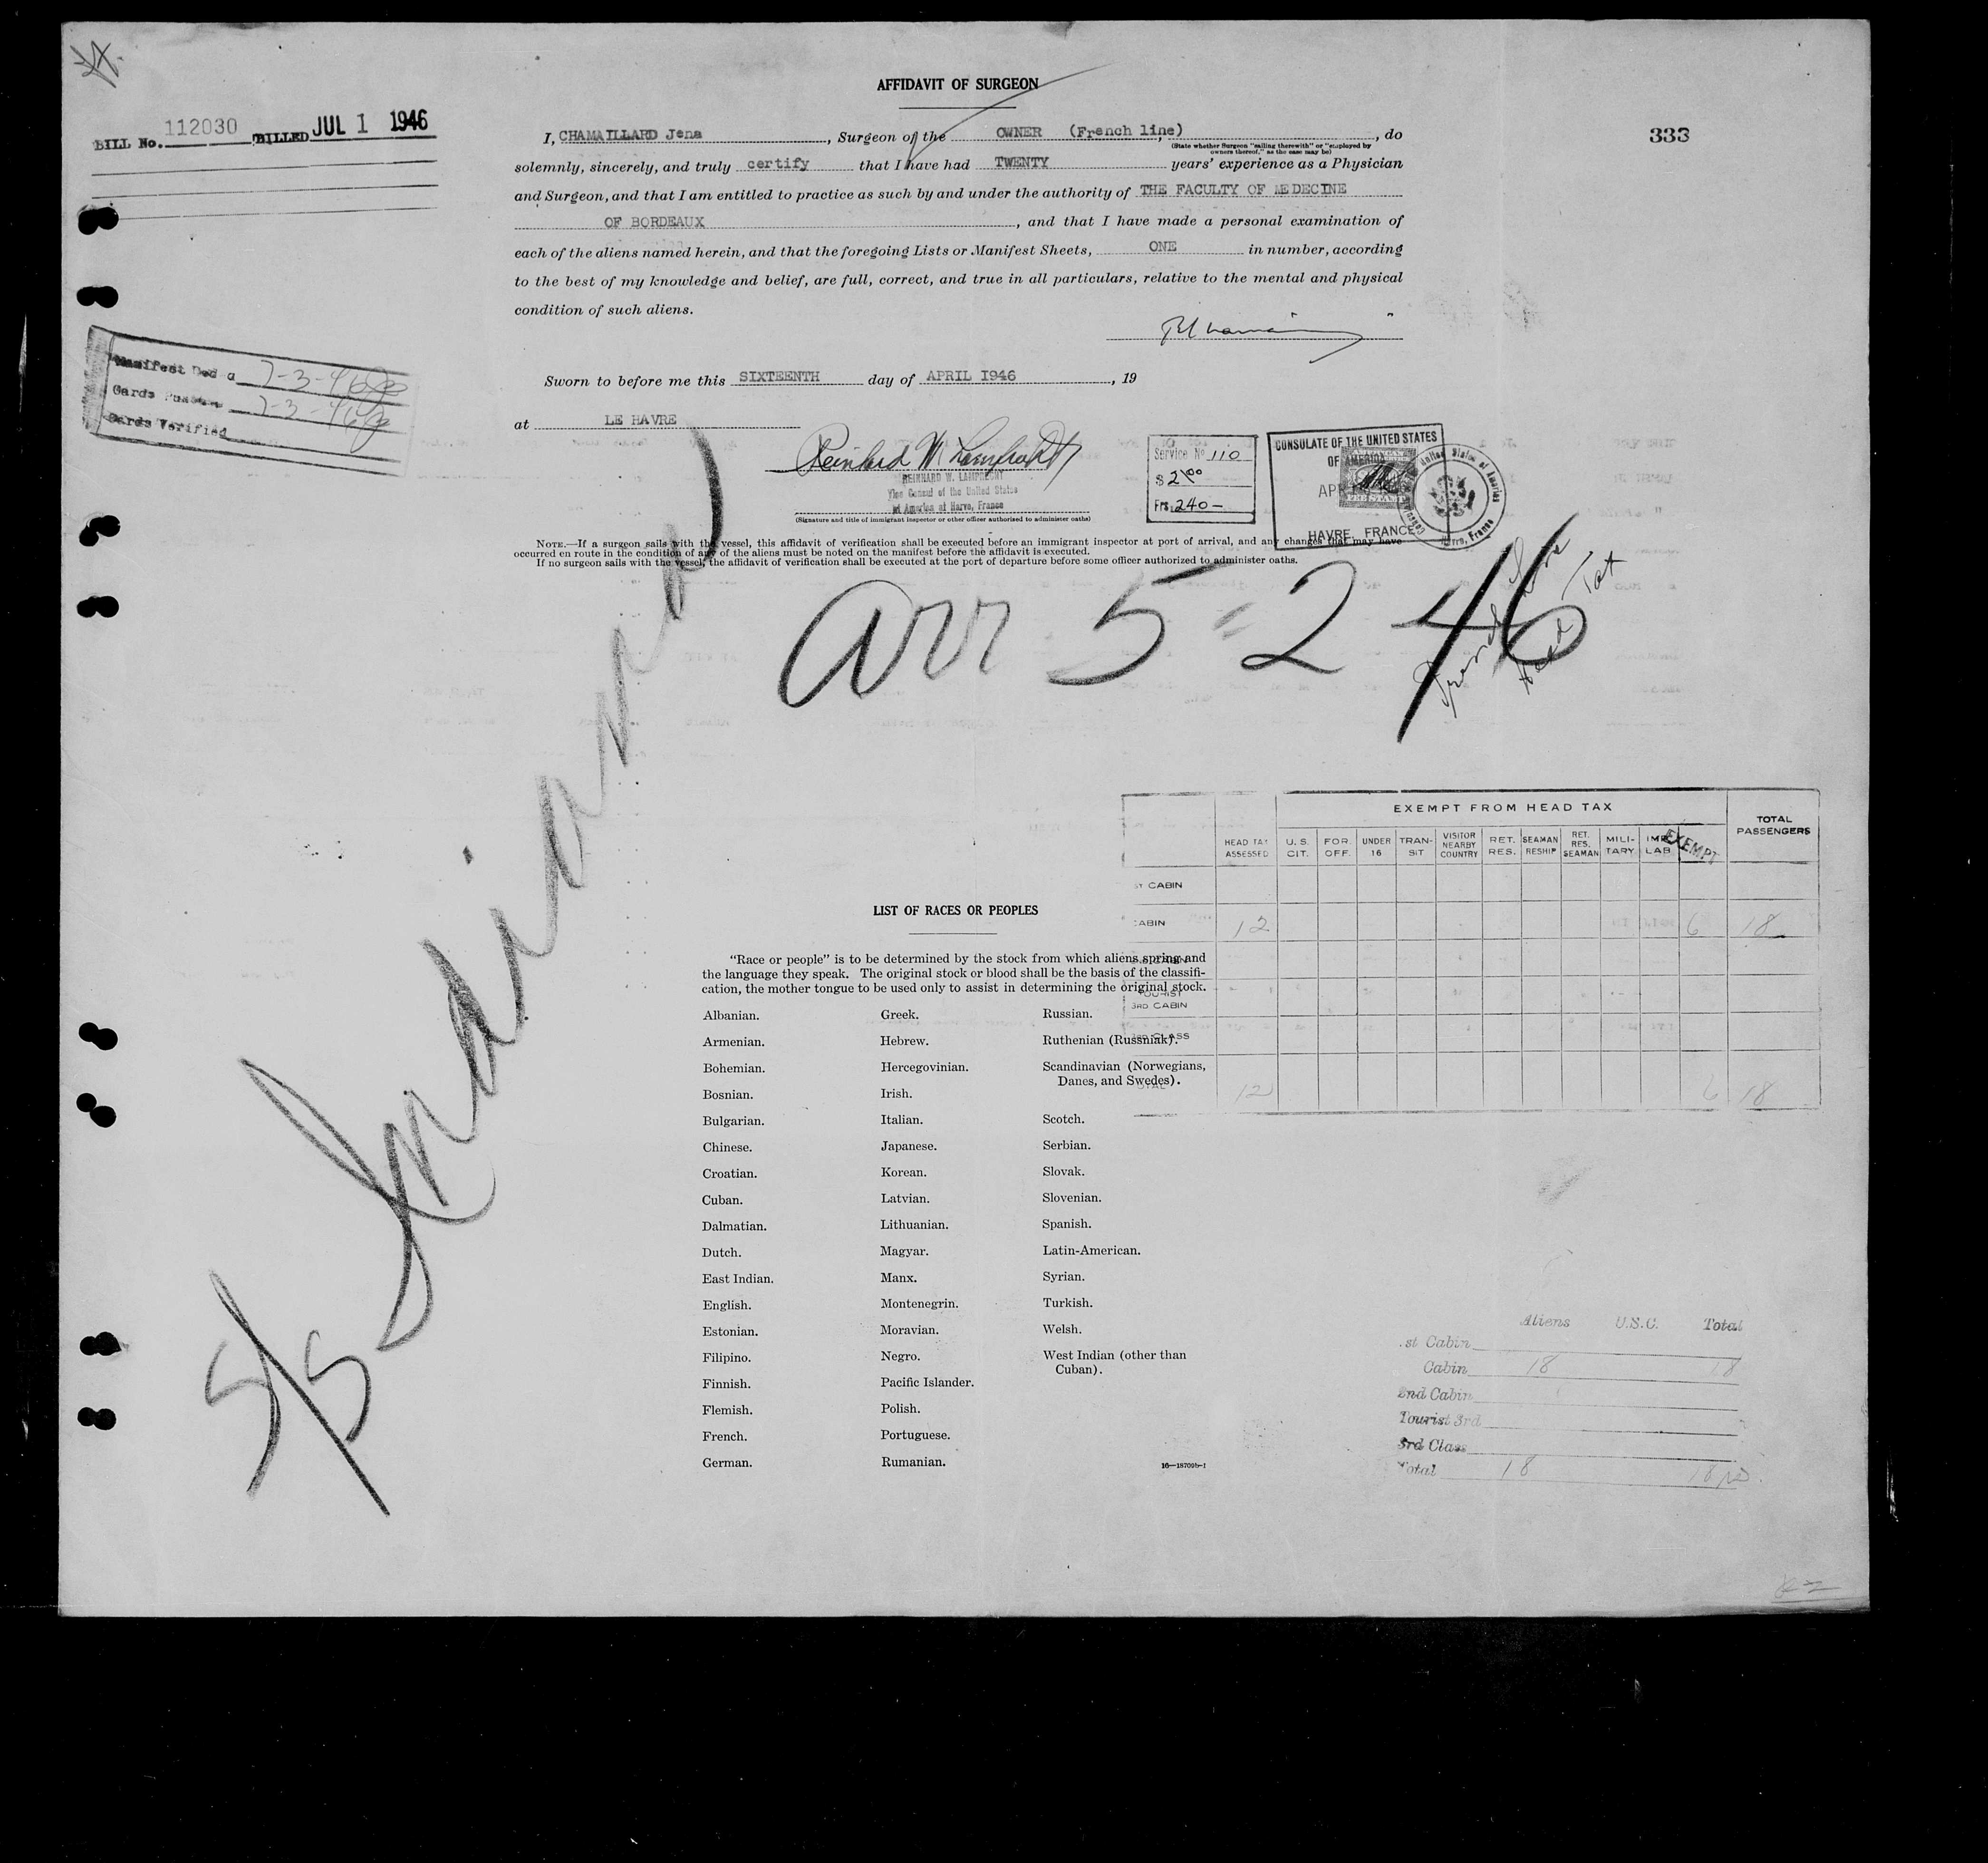 AFFIDAVIT OF SURGEON
BILL No. 112030 BILLED JUL 1 1946
333
I, CHAMAILLARD Jena, Surgeon of the OWNER (French line), do
(State whether Surgeon "sailing therewith" or "employed by
owners thereof," as the case may be)
solemnly, sincerely, and truly certify that I have had TWENTY years' experience as a Physician
and Surgeon, and that I am entitled to practice as such by and under the authority of THE FACULTY OF MEDECINE
OF BORDEAUX, and that I have made a personal examination of
each of the aliens named herein, and that the foregoing Lists or Manifest Sheets, ONE in number, according
to the best of my knowledge and belief, are full, correct, and true in all particulars, relative to the mental and physical
condition of such aliens.
Manifest 7-3-46
Cards 7-3-46
Cards Verified
Sworn to before me this SIXTEENTH day of APRIL 1946, 19
at LE HAVRE
REINHARD W. LAMPRECHT
Vice Consul of the United States
of America at Havre, France
(Signature and title of immigrant inspector or other officer authorized to administer oaths)
Service No 110
$ 2.00
Frs. 240-
CONSULATE OF THE UNITED STATES
OF AMERICA
APR
HAVRE, FRANCE
NOTE.—If a surgeon sails with the vessel, this affidavit of verification shall be executed before an immigrant inspector at port of arrival, and any changes that may have
occurred en route in the condition of any of the aliens must be noted on the manifest before the affidavit is executed.
If no surgeon sails with the vessel, the affidavit of verification shall be executed at the port of departure before some officer authorized to administer oaths.
arr 5-2 46
French Line
Head Tax
S/S Indiana
EXEMPT FROM HEAD TAX
HEAD TAX ASSESSED U.S. CIT. FOR. OFF. UNDER 16 TRANSIT VISITOR NEARBY COUNTRY RET. RES. SEAMAN RESHIP RET. RES. SEAMAN MILITARY IMP. LAB. EXEMPT TOTAL PASSENGERS
ST CABIN
CABIN 12 6 18
TOURIST
3RD CABIN
12 6 18
LIST OF RACES OR PEOPLES
"Race or people" is to be determined by the stock from which aliens spring and
the language they speak. The original stock or blood shall be the basis of the classifi-
cation, the mother tongue to be used only to assist in determining the original stock.
Albanian. Greek. Russian.
Armenian. Hebrew. Ruthenian (Russniak).
Bohemian. Hercegovinian. Scandinavian (Norwegians,
Danes, and Swedes).
Bosnian. Irish.
Bulgarian. Italian. Scotch.
Chinese. Japanese. Serbian.
Croatian. Korean. Slovak.
Cuban. Latvian. Slovenian.
Dalmatian. Lithuanian. Spanish.
Dutch. Magyar. Latin-American.
East Indian. Manx. Syrian.
English. Montenegrin. Turkish.
Estonian. Moravian. Welsh.
Filipino. Negro. West Indian (other than
Cuban).
Finnish. Pacific Islander.
Flemish. Polish.
French. Portuguese.
German. Rumanian.
Aliens U.S.C. Total
st Cabin
Cabin 18 18
2nd Cabin
Tourist 3rd
3rd Class
Total 18 18